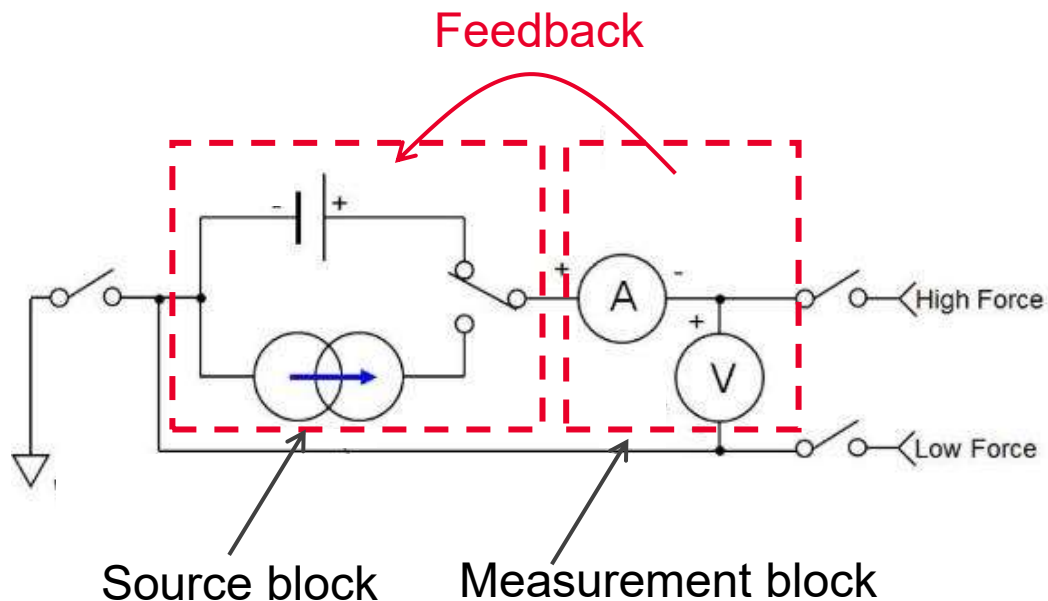 Feedback
- +
+ A - High Force
+
V
Low Force
Source block Measurement block